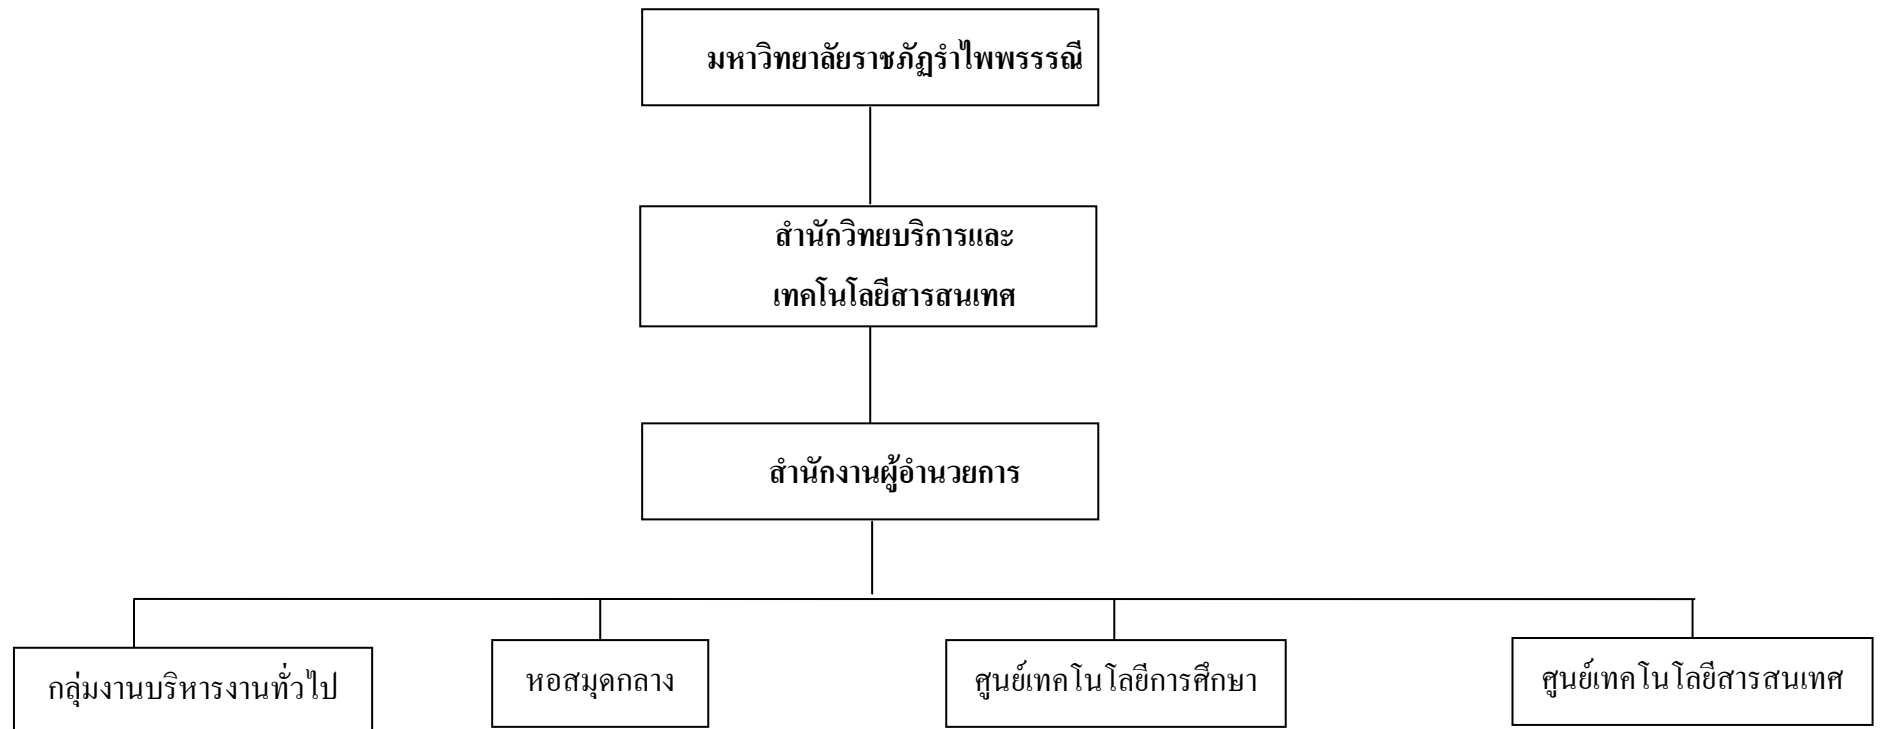 มหาวิทยาลัยราชภัฏรำไพพรรรณี
สำนักวิทยบริการและ
เทคโนโลยีสารสนเทศ
สำนักงานผู้อำนวยการ
กลุ่มงานบริหารงานทั่วไป
หอสมุดกลาง
ศูนย์เทคโนโลยีการศึกษา
ศูนย์เทคโนโลยีสารสนเทศ